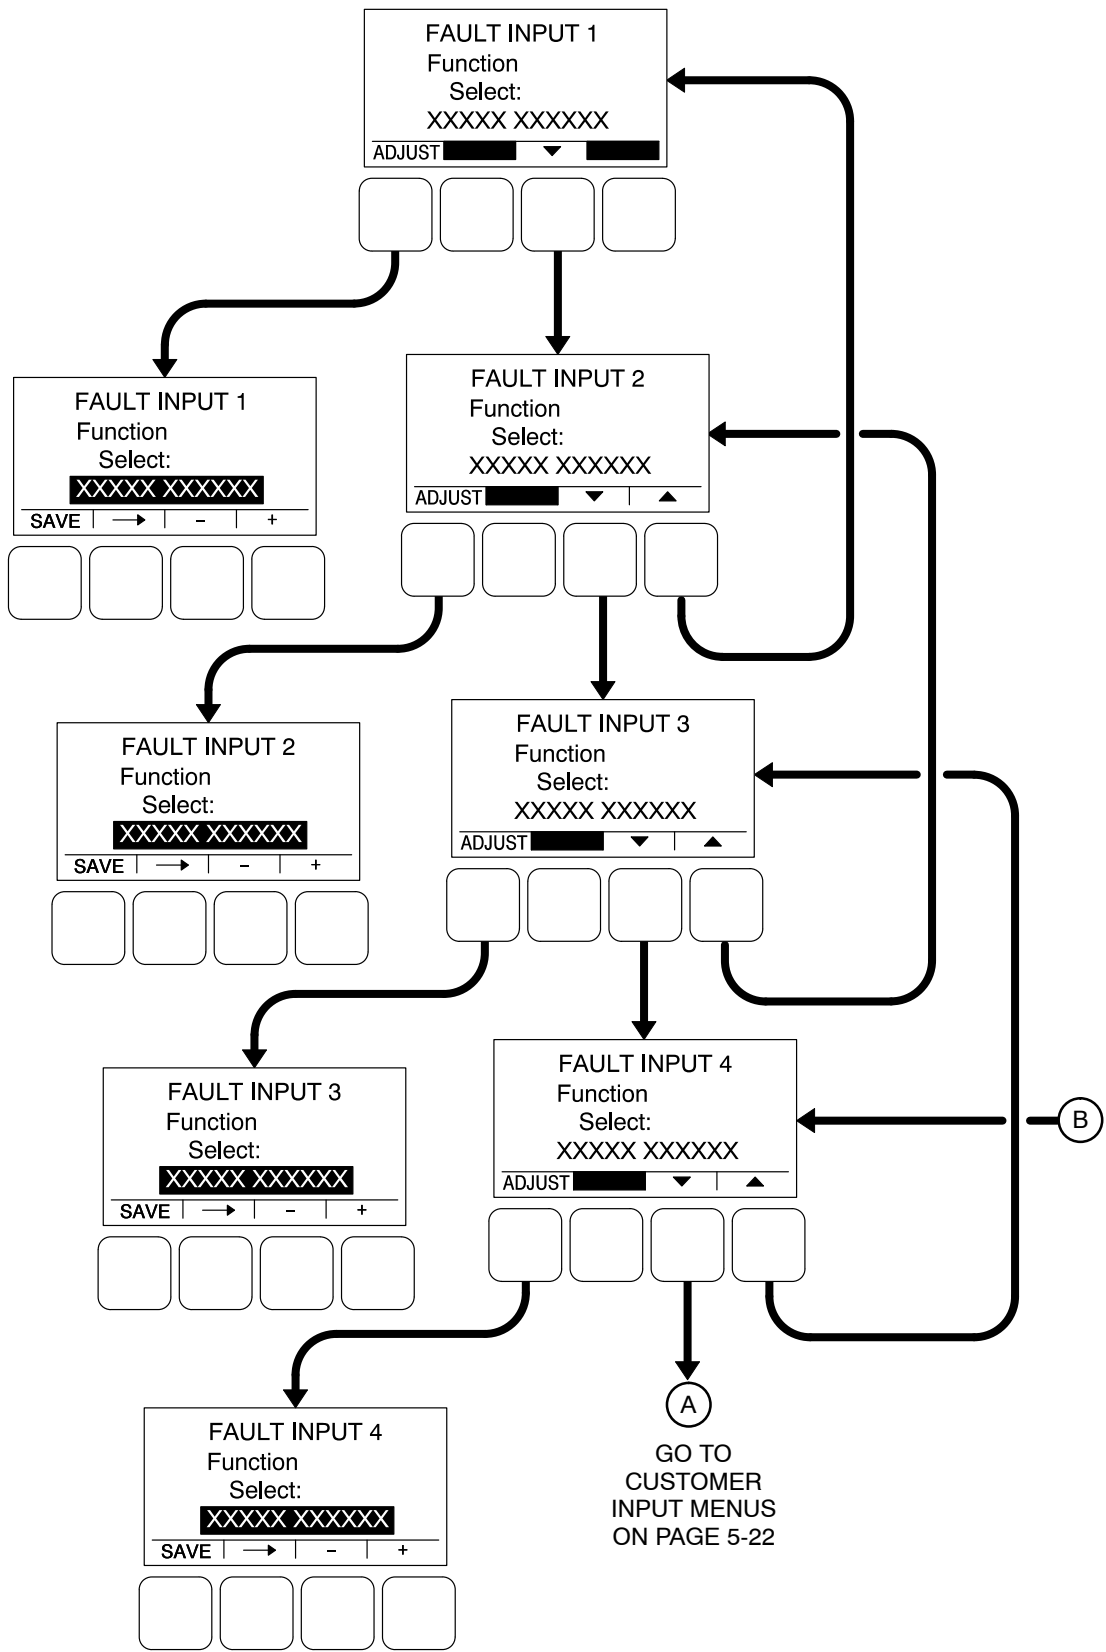 FAULT INPUT 1
Function
Select:
XXXXX XXXXXX
ADJUST ▼
FAULT INPUT 1
Function
Select:
XXXXX XXXXXX
SAVE → - +
FAULT INPUT 2
Function
Select:
XXXXX XXXXXX
ADJUST ▼ ▲
FAULT INPUT 2
Function
Select:
XXXXX XXXXXX
SAVE → - +
FAULT INPUT 3
Function
Select:
XXXXX XXXXXX
ADJUST ▼ ▲
FAULT INPUT 3
Function
Select:
XXXXX XXXXXX
SAVE → - +
FAULT INPUT 4
Function
Select:
XXXXX XXXXXX
ADJUST ▼ ▲
B
FAULT INPUT 4
Function
Select:
XXXXX XXXXXX
SAVE → - +
A
GO TO
CUSTOMER
INPUT MENUS
ON PAGE 5-22